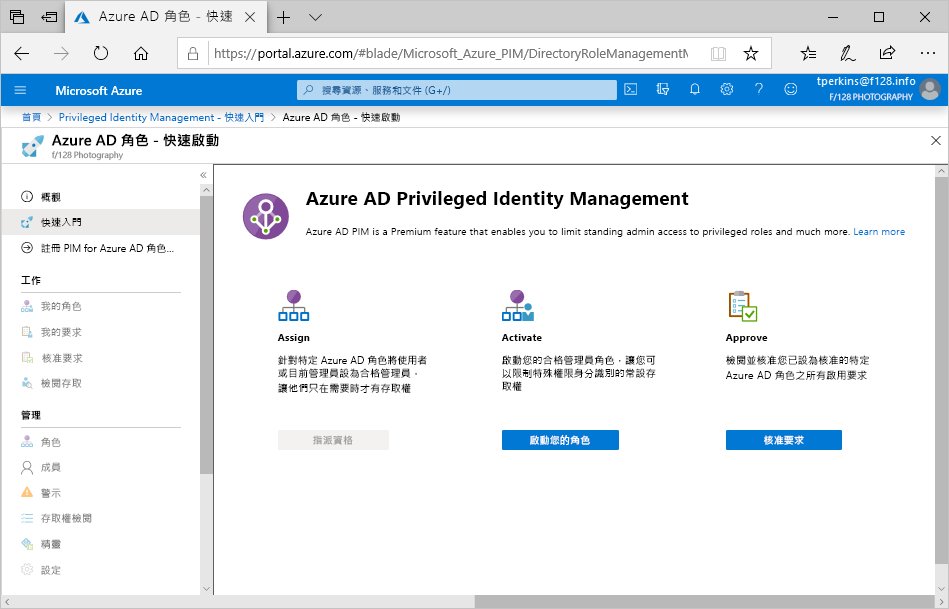 Azure AD 角色 - 快速
https://portal.azure.com/#blade/Microsoft_Azure_PIM/DirectoryRoleManagementM
Microsoft Azure
搜尋資源、服務和文件 (G+/)
tperkins@f128.info
F/128 PHOTOGRAPHY
首頁 > Privileged Identity Management - 快速入門 > Azure AD 角色 - 快速啟動
Azure AD 角色 - 快速啟動
f/128 Photography
概觀
快速入門
註冊 PIM for Azure AD 角色...
工作
我的角色
我的要求
核准要求
檢閱存取
管理
角色
成員
警示
存取權檢閱
精靈
設定
Azure AD Privileged Identity Management
Azure AD PIM is a Premium feature that enables you to limit standing admin access to privileged roles and much more. Learn more
Assign
針對特定 Azure AD 角色將使用者
或目前管理員設為合格管理員，
讓他們只在需要時才有存取權
指派資格
Activate
啟動您的合格管理員角色，讓您可
以限制特殊權限身分識別的常設存
取權
啟動您的角色
Approve
檢閱並核准您已設為核准的特定
Azure AD 角色之所有啟用要求
核准要求